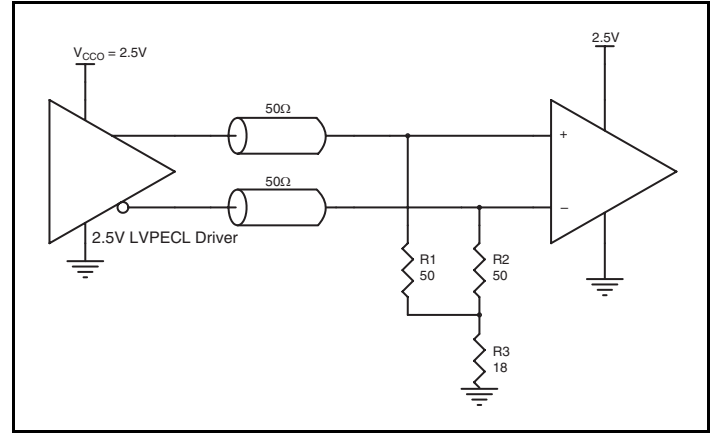 V_CCO = 2.5V
2.5V
50Ω
+
50Ω
–
2.5V LVPECL Driver
R1
50
R2
50
R3
18